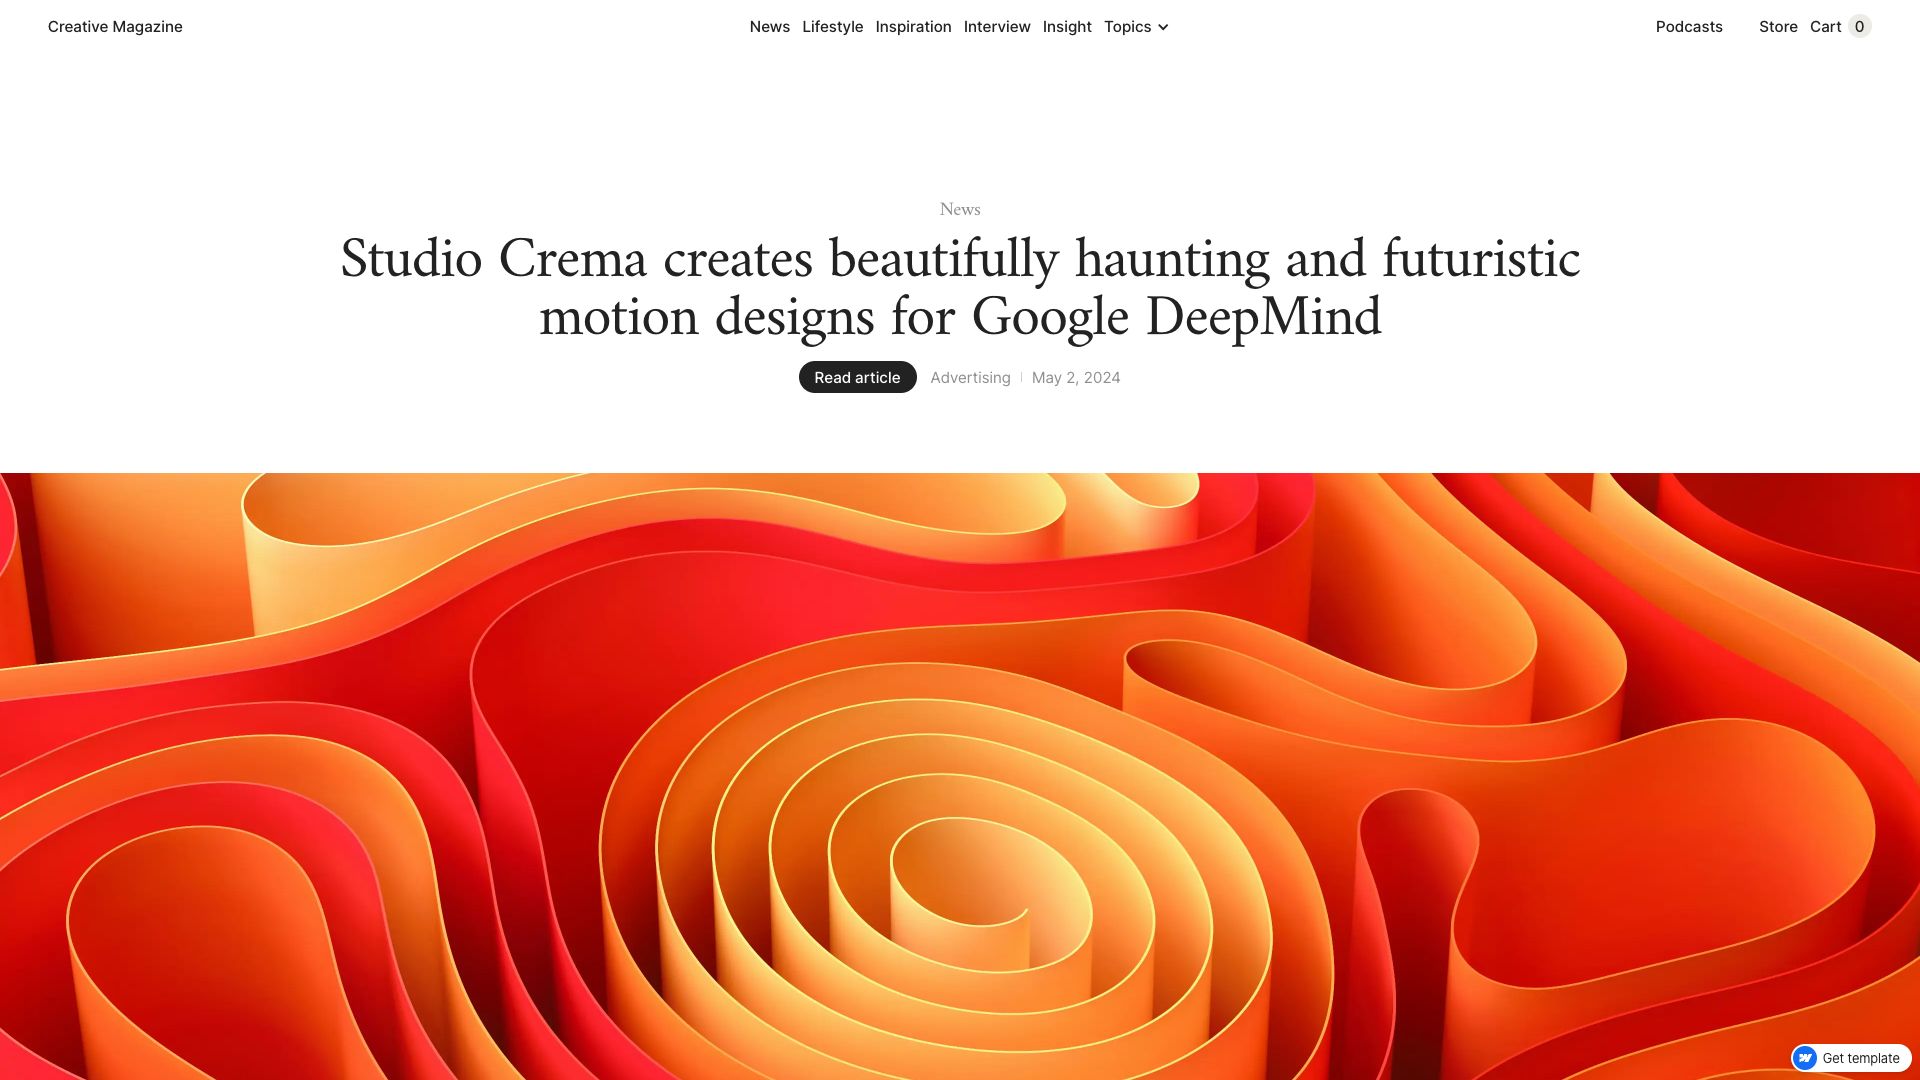 Creative Magazine
News Lifestyle Inspiration Interview Insight Topics
Podcasts Store Cart 0
News
Studio Crema creates beautifully haunting and futuristic
motion designs for Google DeepMind
Read article Advertising May 2, 2024
Get template